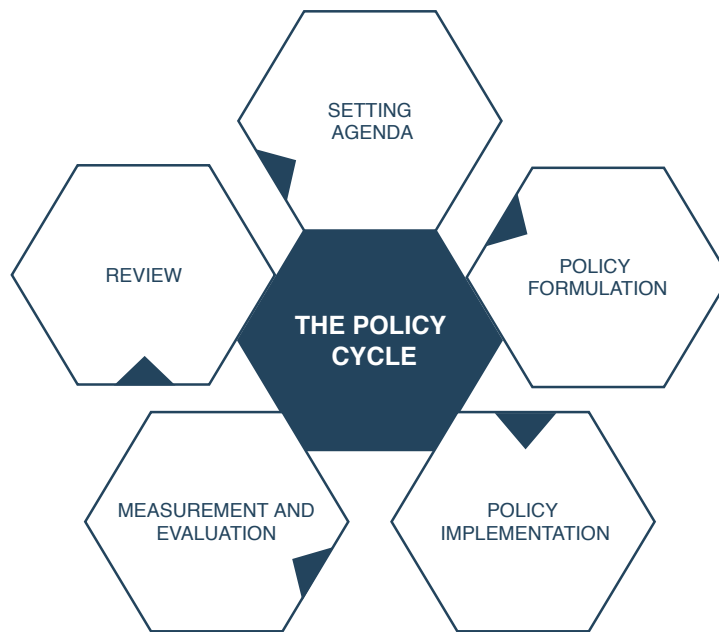 SETTING
AGENDA
POLICY
FORMULATION
POLICY
IMPLEMENTATION
MEASUREMENT AND
EVALUATION
REVIEW
THE POLICY
CYCLE